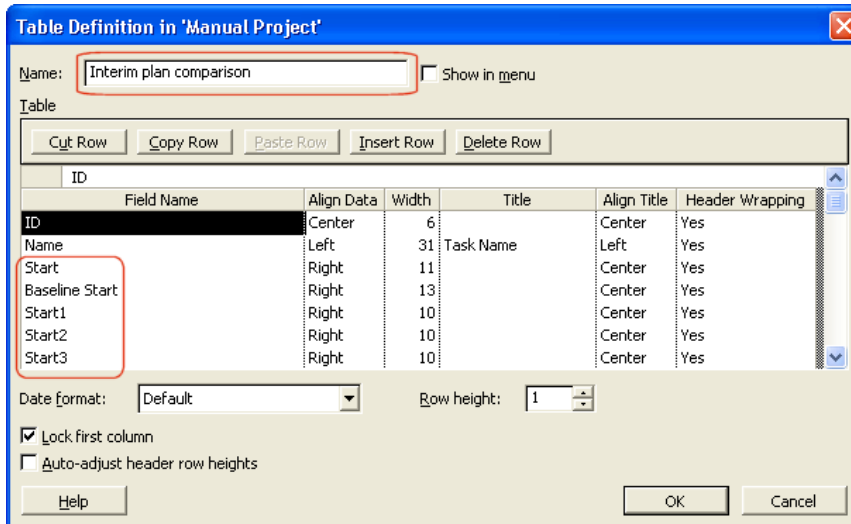 Table Definition in 'Manual Project'
Name: Interim plan comparison Show in menu
Table
Cut Row Copy Row Paste Row Insert Row Delete Row
ID
Field Name Align Data Width Title Align Title Header Wrapping
ID Center 6 Center Yes
Name Left 31 Task Name Left Yes
Start Right 11 Center Yes
Baseline Start Right 13 Center Yes
Start1 Right 10 Center Yes
Start2 Right 10 Center Yes
Start3 Right 10 Center Yes
Date format: Default Row height: 1
Lock first column
Auto-adjust header row heights
Help OK Cancel